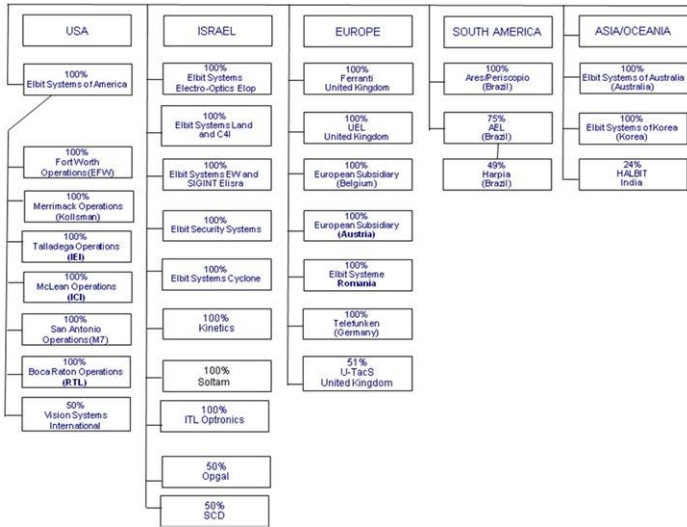 USA
100%
Elbit Systems of America
100%
Fort Worth
Operations(EFW)
100%
Merrimack Operations
(Kollsman)
100%
Talladega Operations
(IEI)
100%
McLean Operations
(ICI)
100%
San Antonio
Operations(M7)
100%
Boca Raton Operations
(RTL)
50%
Vision Systems
International
ISRAEL
100%
Elbit Systems
Electro-Optics Elop
100%
Elbit Systems Land
and C4I
100%
Elbit Systems EW and
SIGINT Elisra
100%
Elbit Security Systems
100%
Elbit Systems Cyclone
100%
Kinetics
100%
Soltam
100%
ITL Optronics
50%
Opgal
50%
SCD
EUROPE
100%
Ferranti
United Kingdom
100%
UEL
United Kingdom
100%
European Subsidiary
(Belgium)
100%
European Subsidiary
(Austria)
100%
Elbit Systeme
Romania
100%
Telefunken
(Germany)
51%
U-TacS
United Kingdom
SOUTH AMERICA
100%
Ares/Periscopio
(Brazil)
75%
AEL
(Brazil)
49%
Harpia
(Brazil)
ASIA/OCEANIA
100%
Elbit Systems of Australia
(Australia)
100%
Elbit Systems of Korea
(Korea)
24%
HALBIT
India